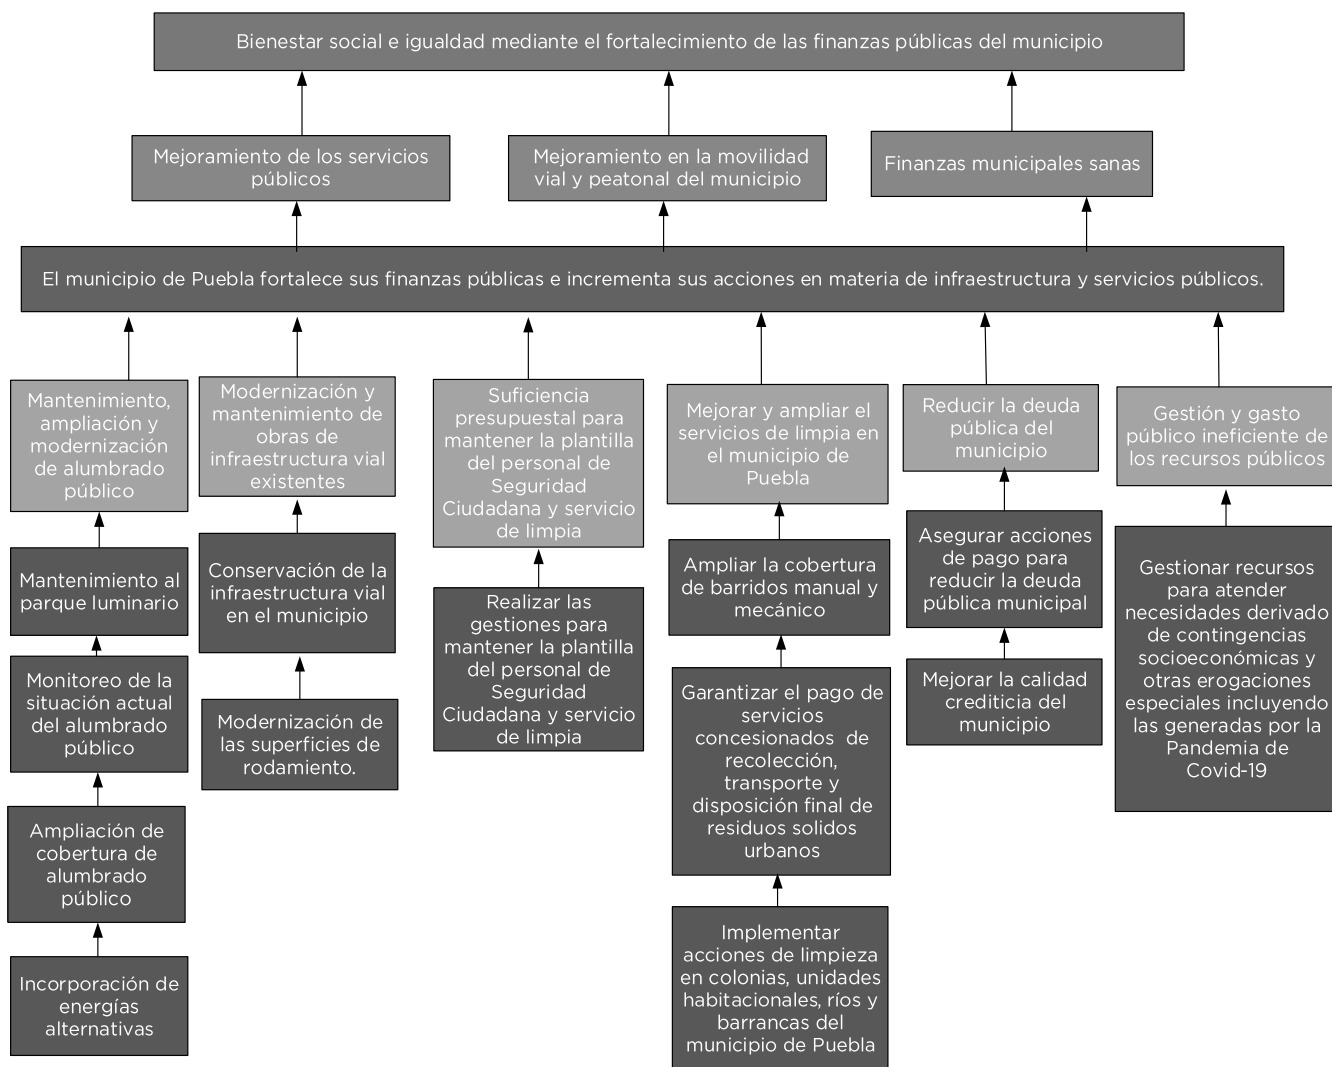 Bienestar social e igualdad mediante el fortalecimiento de las finanzas públicas del municipio
Mejoramiento de los servicios
públicos
Mejoramiento en la movilidad
vial y peatonal del municipio
Finanzas municipales sanas
El municipio de Puebla fortalece sus finanzas públicas e incrementa sus acciones en materia de infraestructura y servicios públicos.
Mantenimiento,
ampliación y
modernización
de alumbrado
público
Mantenimiento al
parque luminario
Monitoreo de la
situación actual
del alumbrado
público
Ampliación de
cobertura de
alumbrado
público
Incorporación de
energías
alternativas
Modernización y
mantenimiento de
obras de
infraestructura vial
existentes
Conservación de la
infraestructura vial
en el municipio
Modernización de
las superficies de
rodamiento.
Suficiencia
presupuestal para
mantener la plantilla
del personal de
Seguridad
Ciudadana y servicio
de limpia
Realizar las
gestiones para
mantener la plantilla
del personal de
Seguridad
Ciudadana y servicio
de limpia
Mejorar y ampliar el
servicios de limpia en
el municipio de
Puebla
Ampliar la cobertura
de barridos manual y
mecánico
Garantizar el pago de
servicios
concesionados de
recolección,
transporte y
disposición final de
residuos solidos
urbanos
Implementar
acciones de limpieza
en colonias, unidades
habitacionales, ríos y
barrancas del
municipio de Puebla
Reducir la deuda
pública del
municipio
Asegurar acciones
de pago para
reducir la deuda
pública municipal
Mejorar la calidad
crediticia del
municipio
Gestión y gasto
público ineficiente de
los recursos públicos
Gestionar recursos
para atender
necesidades derivado
de contingencias
socioeconómicas y
otras erogaciones
especiales incluyendo
las generadas por la
Pandemia de
Covid-19